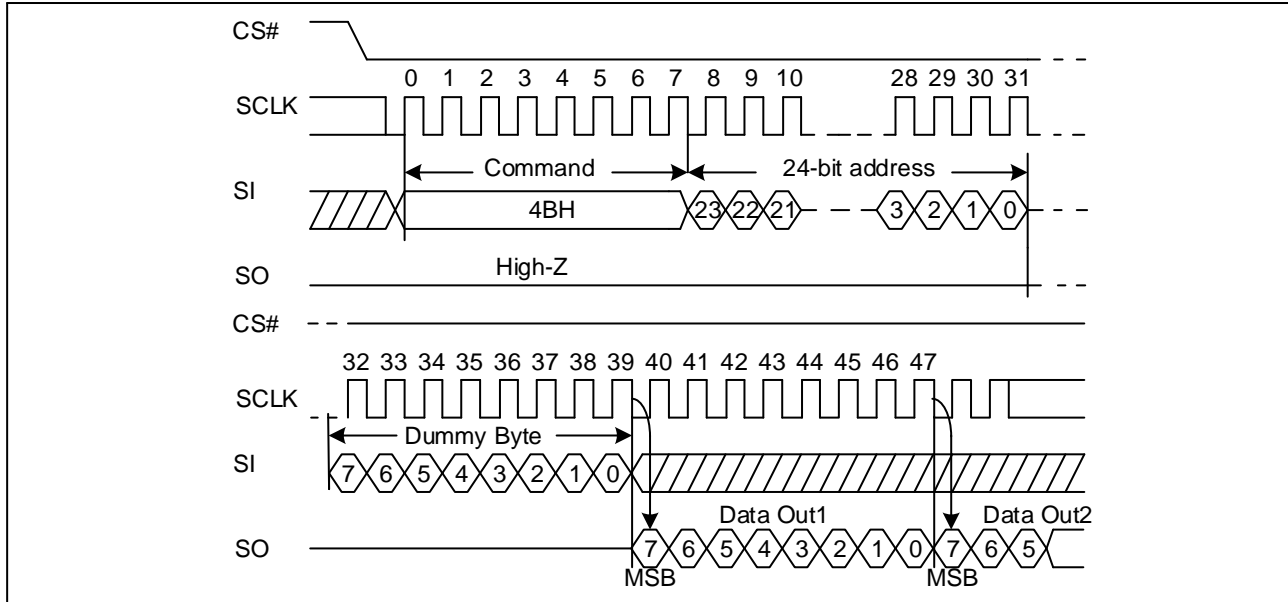 CS#
0 1 2 3 4 5 6 7 8 9 10 28 29 30 31
SCLK
Command 24-bit address
SI
4BH 23 22 21 3 2 1 0
High-Z
SO
CS#
32 33 34 35 36 37 38 39 40 41 42 43 44 45 46 47
SCLK
Dummy Byte
SI
7 6 5 4 3 2 1 0
Data Out1 Data Out2
SO
7 6 5 4 3 2 1 0 7 6 5
MSB MSB